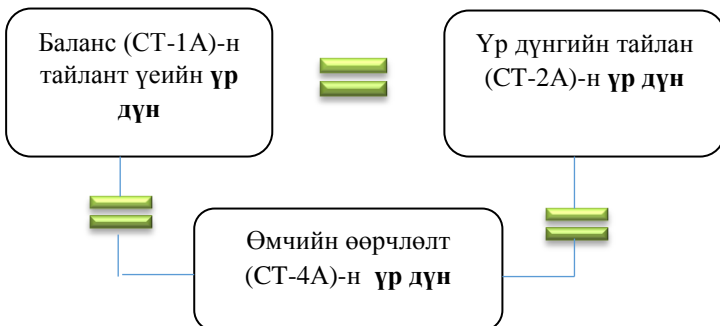 Баланс (СТ-1А)-н
тайлант үеийн үр
дүн
Үр дүнгийн тайлан
(СТ-2А)-н үр дүн
Өмчийн өөрчлөлт
(СТ-4А)-н үр дүн